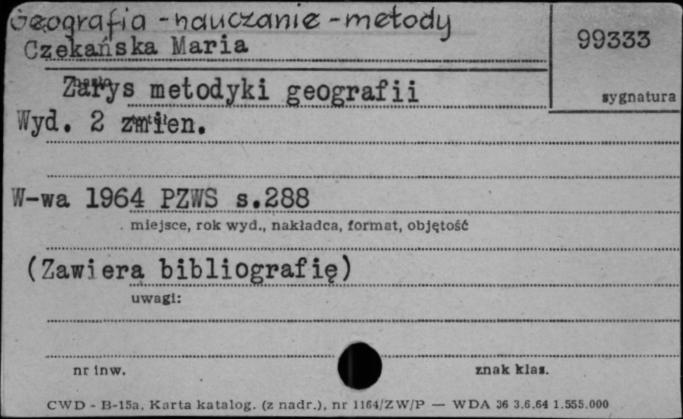 Geografia - nauczanie - metody
Czekańska Maria
99333
Zarys metodyki geografii
sygnatura
Wyd. 2 zmien.
W-wa 1964 PZWS s.288
miejsce, rok wyd., nakładca, format, objętość
(Zawiera bibliografię)
uwagi:
nr inw.
znak klas.
CWD - B-15a, Karta katalog. (z nadr.), nr 1164/ZW/P — WDA 36 3.6.64 1.555.000